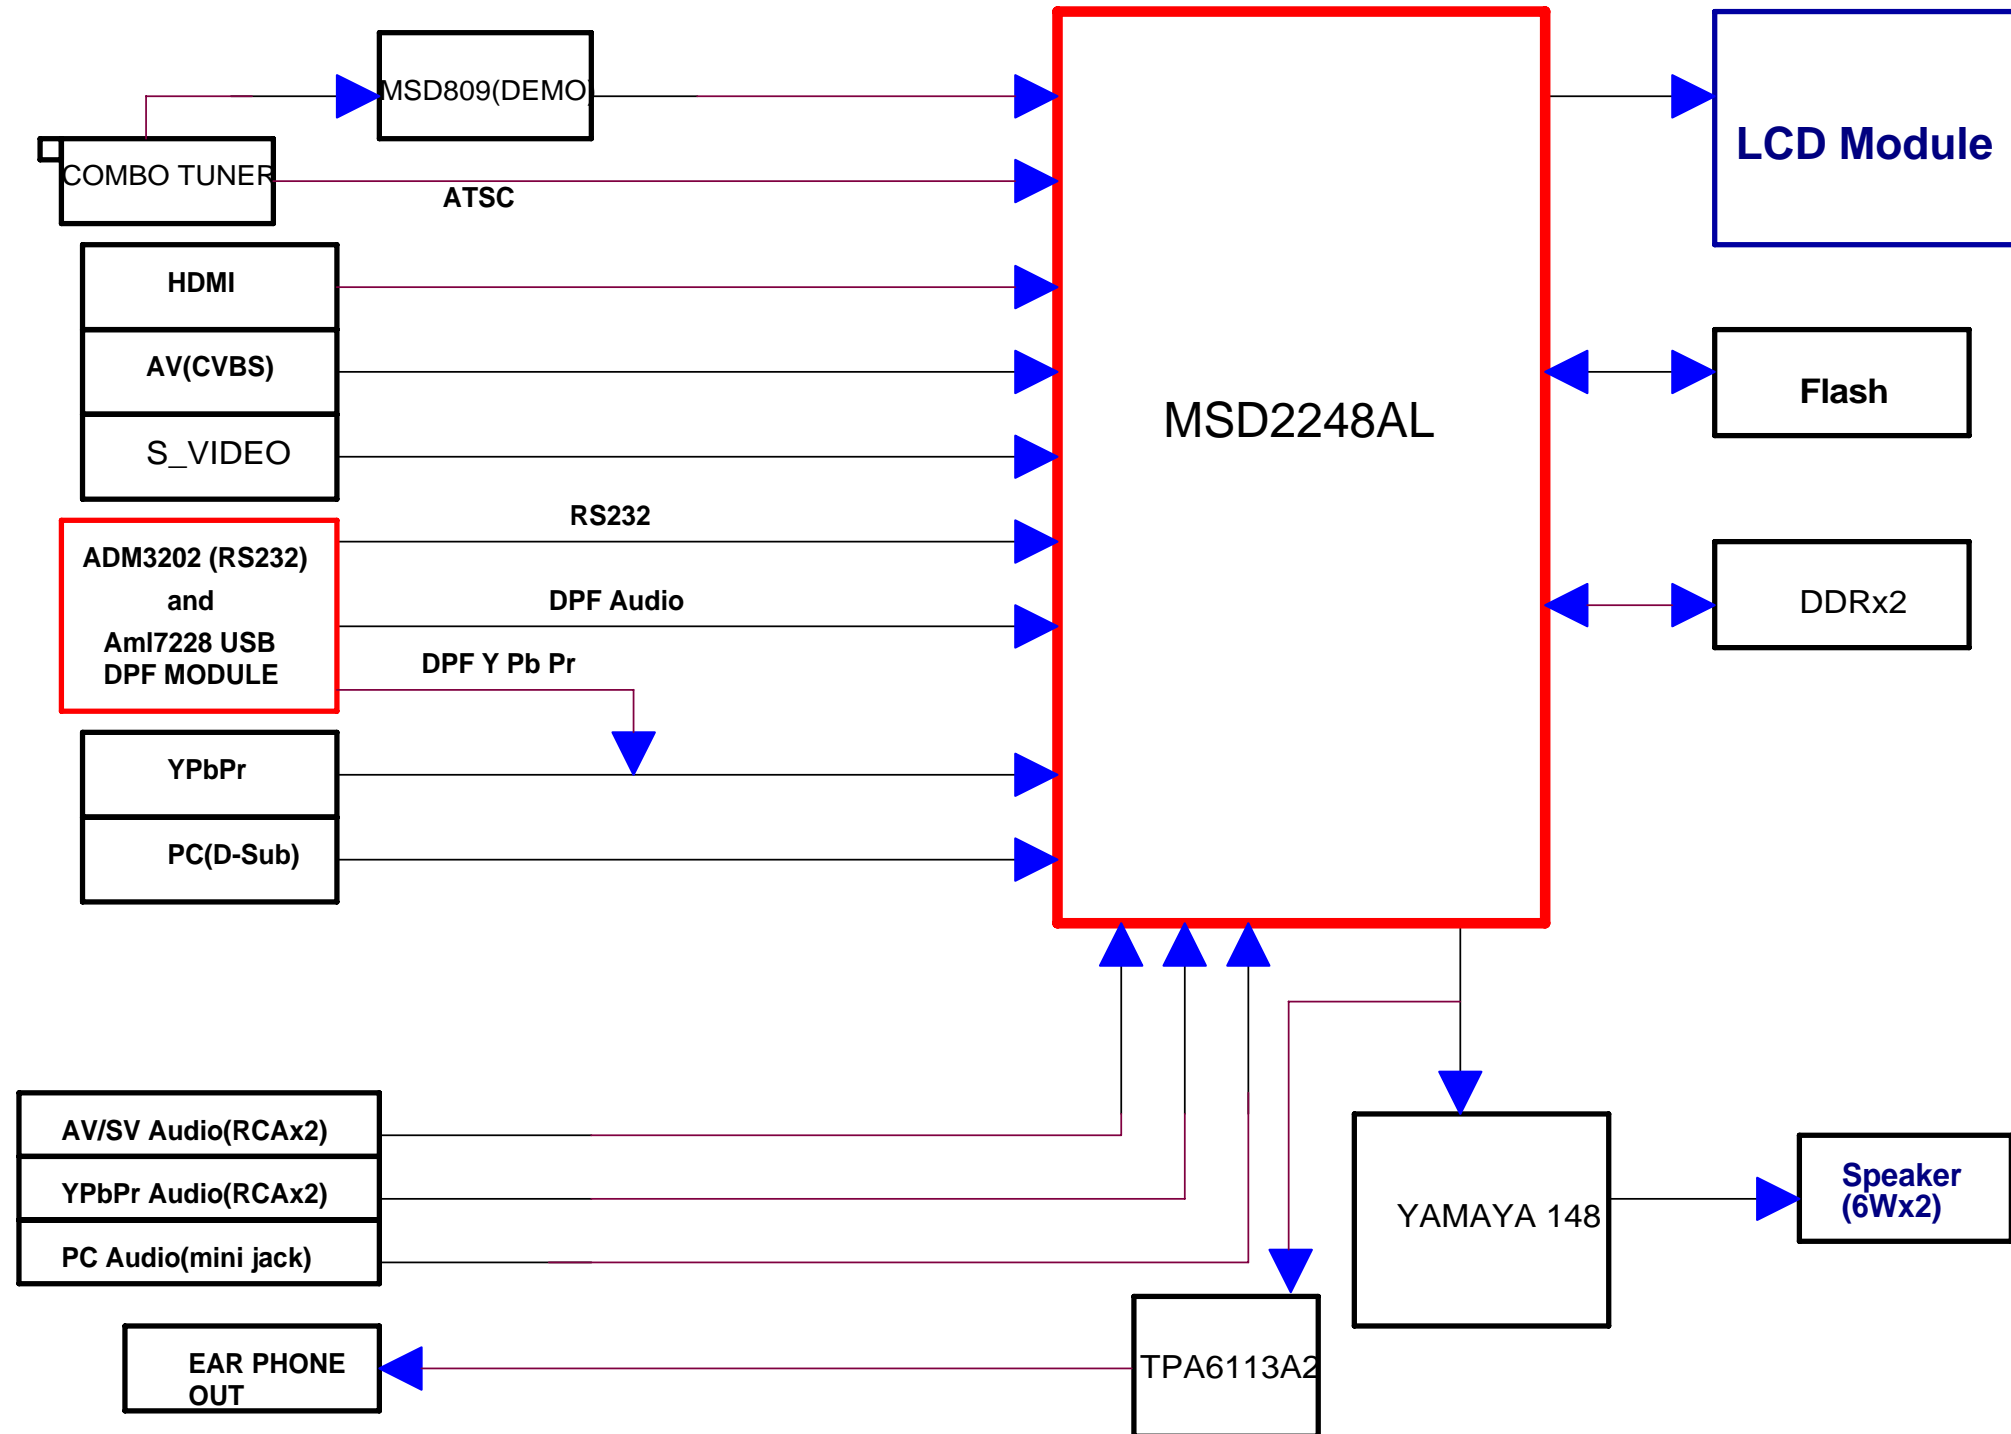 MSD809(DEMO)
COMBO TUNER
ATSC
HDMI
AV(CVBS)
S_VIDEO
RS232
ADM3202 (RS232)
and
Aml7228 USB
DPF MODULE
DPF Audio
DPF Y Pb Pr
YPbPr
PC(D-Sub)
MSD2248AL
LCD Module
Flash
DDRx2
AV/SV Audio(RCAx2)
YPbPr Audio(RCAx2)
PC Audio(mini jack)
EAR PHONE
OUT
TPA6113A2
YAMAYA 148
Speaker
(6Wx2)